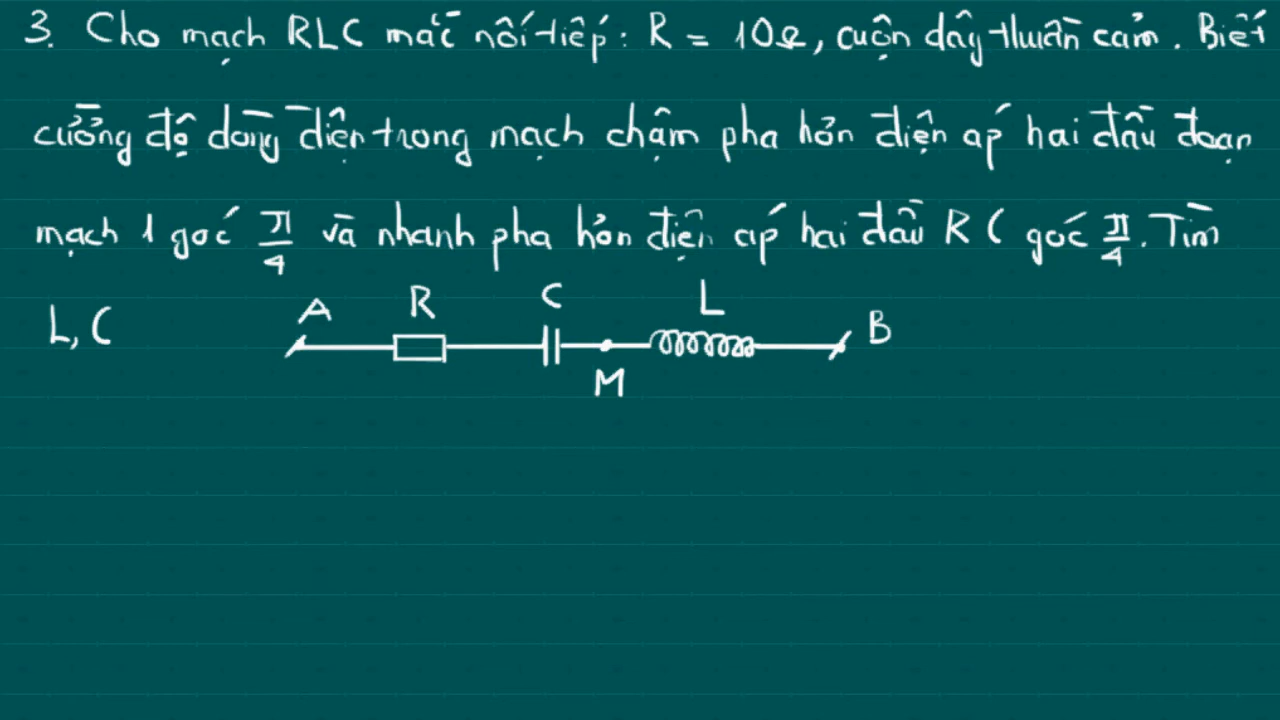 3. Cho mạch RLC mắc nối tiếp: R = 10Ω, cuộn dây thuần cảm. Biết
cường độ dòng điện trong mạch chậm pha hơn điện áp hai đầu đoạn
mạch 1 góc π/4 và nhanh pha hơn điện áp hai đầu RC góc π/4. Tìm
L, C
A R C L B
M